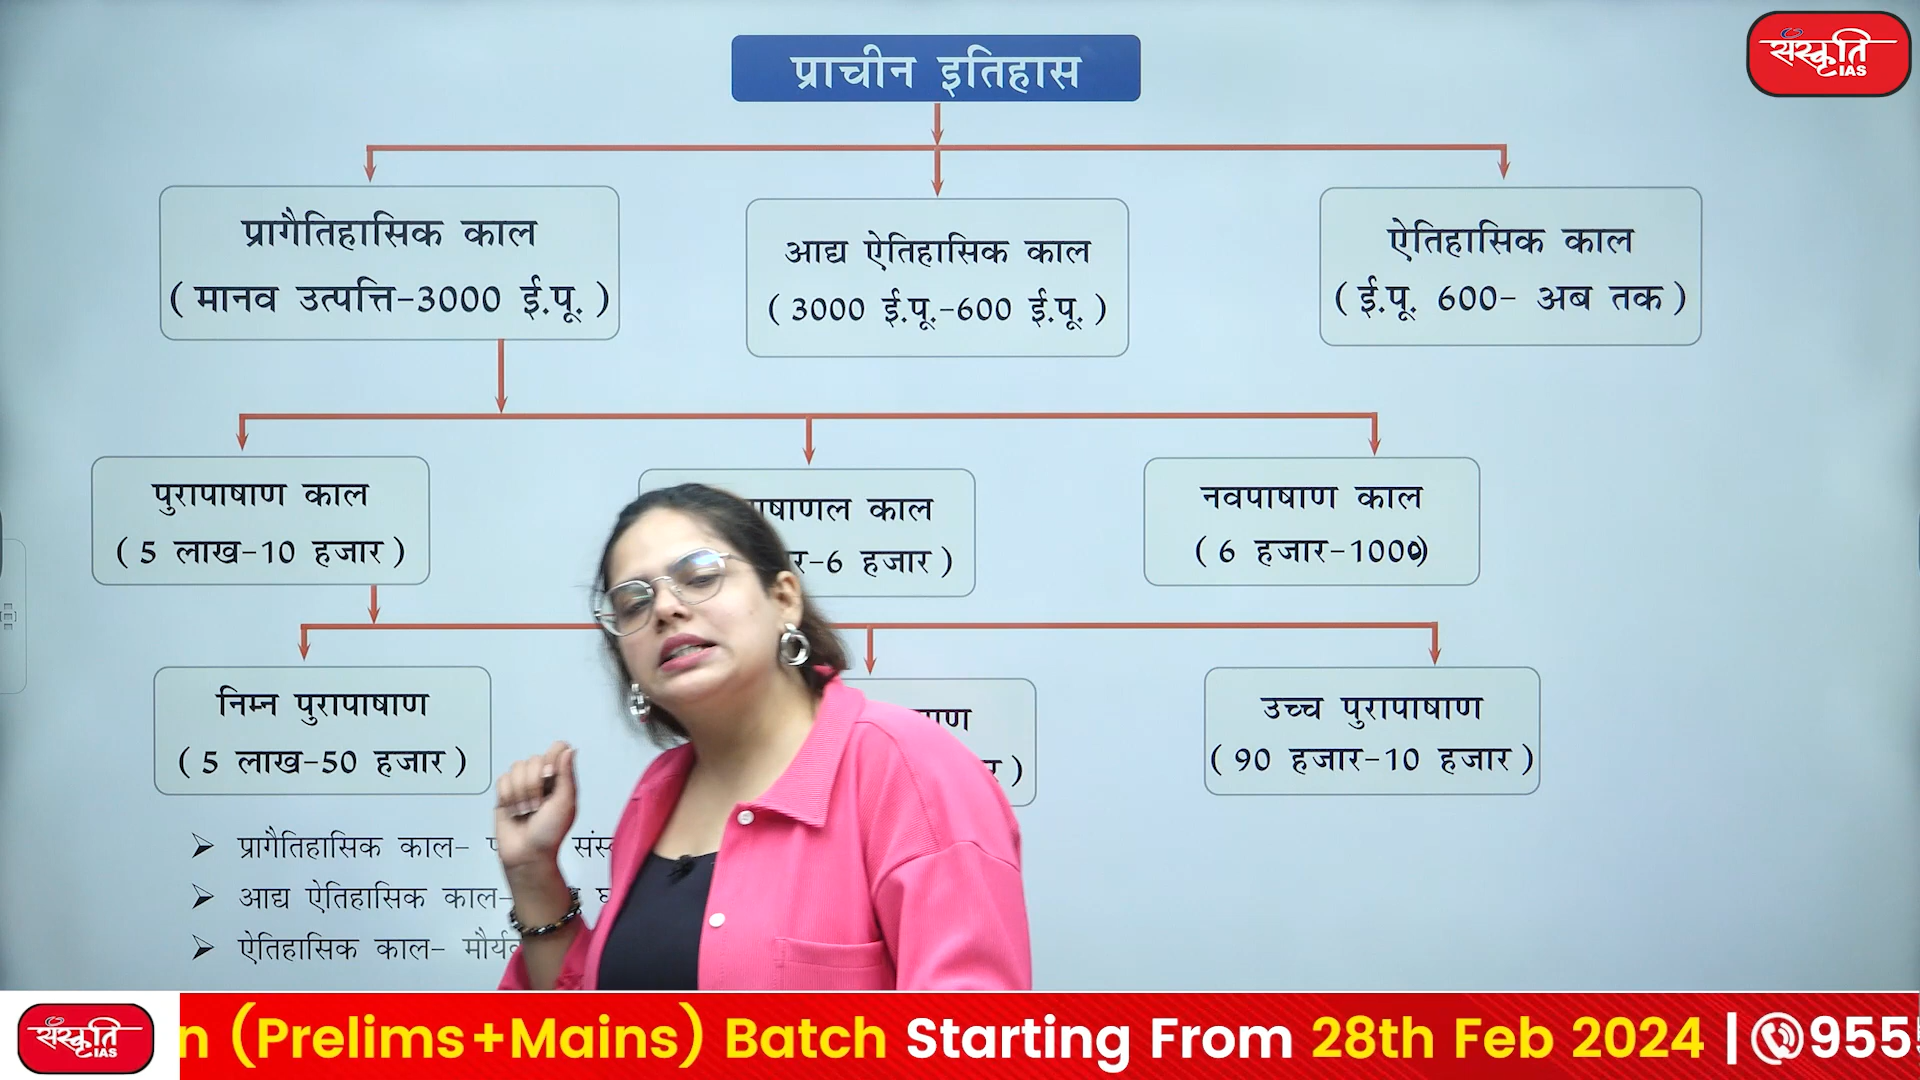 प्राचीन इतिहास
संस्कृति
IAS
प्रागैतिहासिक काल
(मानव उत्पत्ति-3000 ई.पू.)
आद्य ऐतिहासिक काल
(3000 ई.पू.-600 ई.पू.)
ऐतिहासिक काल
(ई.पू. 600- अब तक)
पुरापाषाण काल
(5 लाख-10 हजार)
काल
-6 हजार)
नवपाषाण काल
(6 हजार-1000)
निम्न पुरापाषाण
(5 लाख-50 हजार)
उच्च पुरापाषाण
(90 हजार-10 हजार)
➢ प्रागैतिहासिक काल-
➢ आद्य ऐतिहासिक काल-
➢ ऐतिहासिक काल-
संस्कृति
IAS
(Prelims+Mains) Batch Starting From 28th Feb 2024 | 955